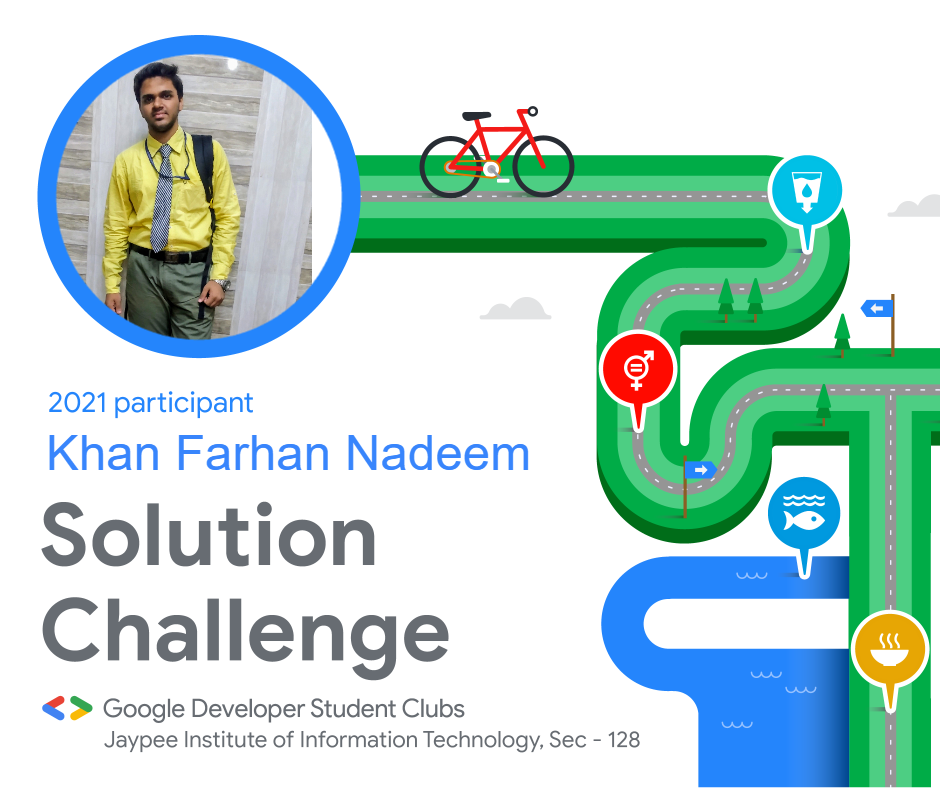 2021 participant
Khan Farhan Nadeem
Solution
Challenge
Google Developer Student Clubs
Jaypee Institute of Information Technology, Sec - 128